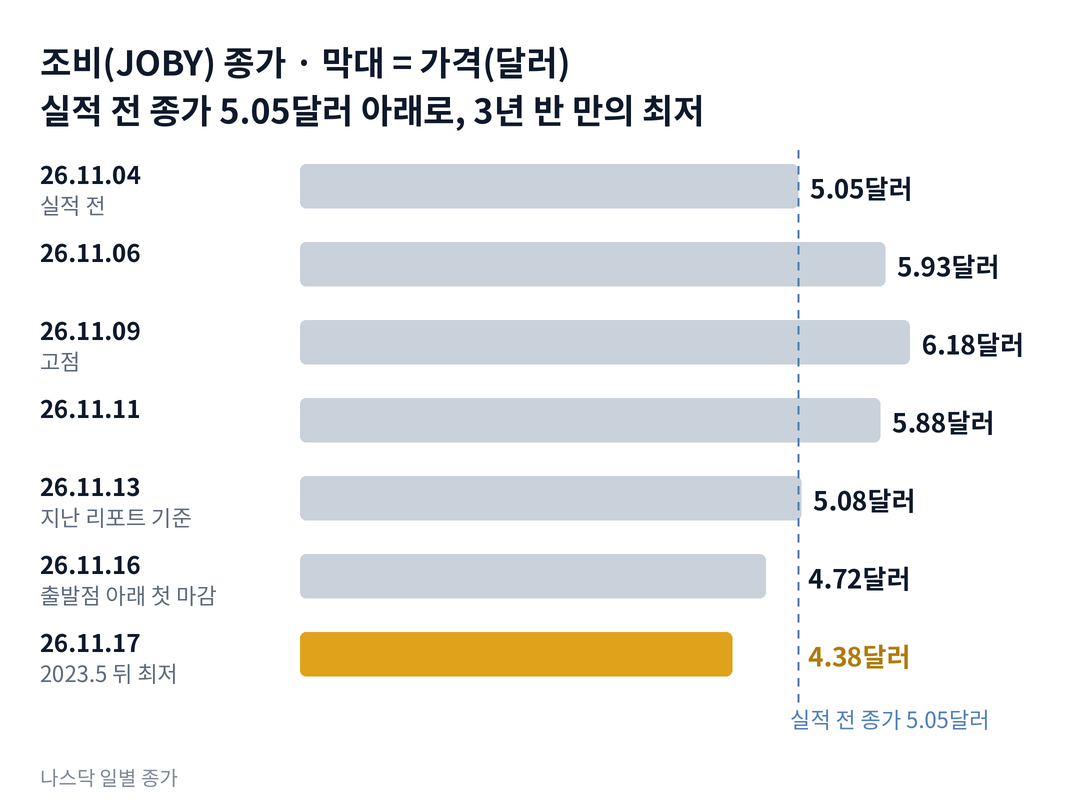 조비(JOBY) 종가 · 막대 = 가격(달러)
실적 전 종가 5.05달러 아래로, 3년 반 만의 최저
26.11.04
실적 전
5.05달러
26.11.06
5.93달러
26.11.09
고점
6.18달러
26.11.11
5.88달러
26.11.13
지난 리포트 기준
5.08달러
26.11.16
출발점 아래 첫 마감
4.72달러
26.11.17
2023.5 뒤 최저
4.38달러
실적 전 종가 5.05달러
나스닥 일별 종가